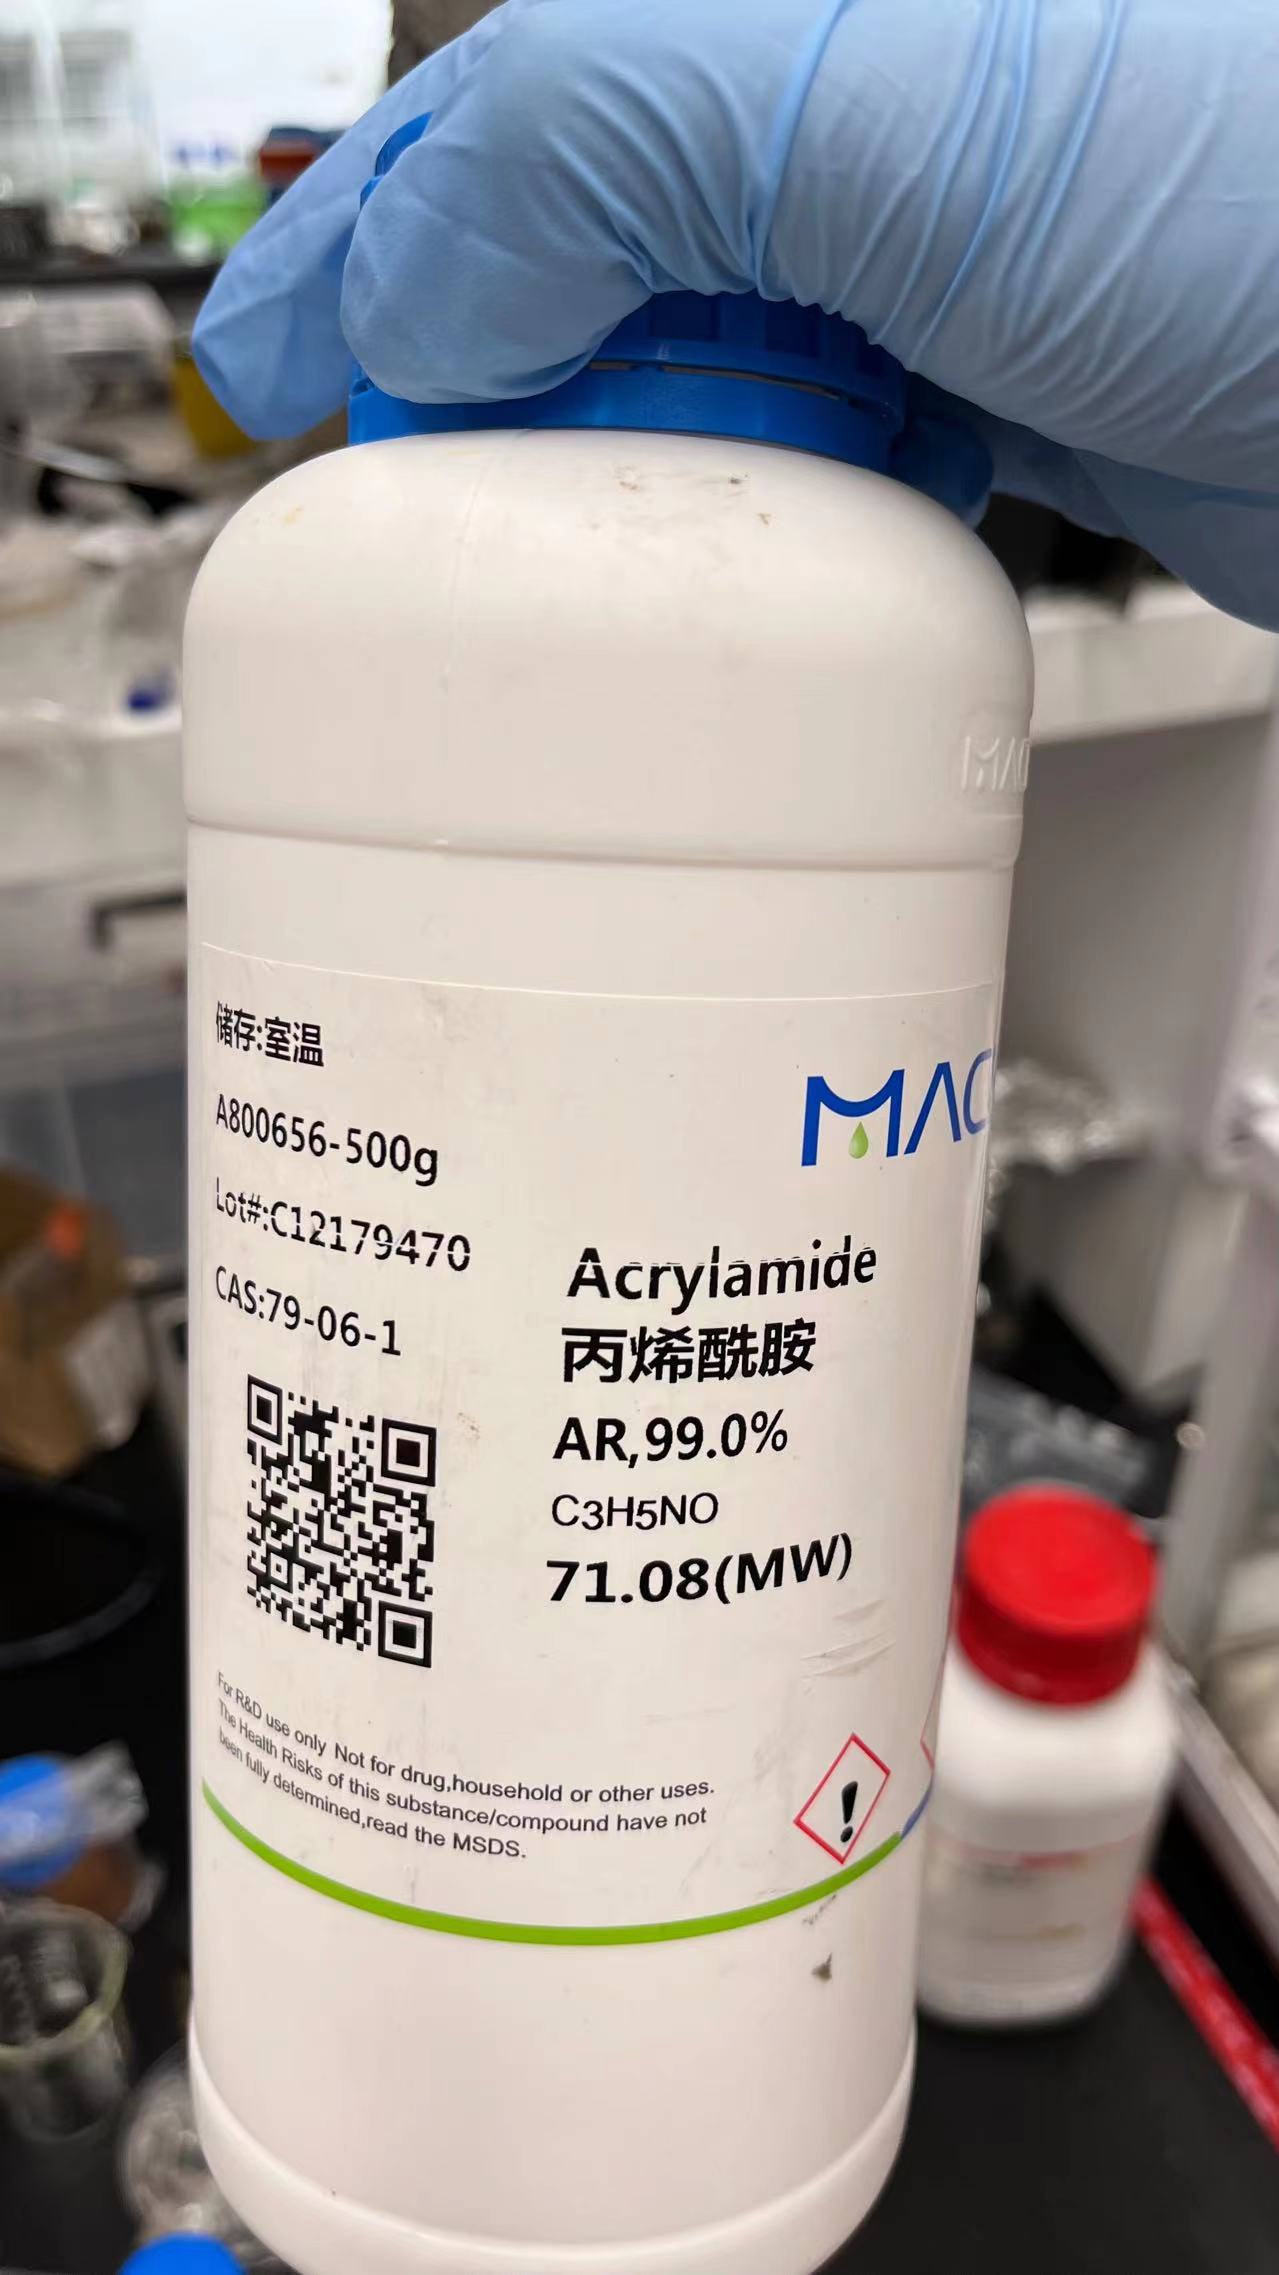 MAC
储存:室温
A800656-500g
Lot#:C12179470
CAS:79-06-1
MAC
Acrylamide
丙烯酰胺
AR,99.0%
C3H5NO
71.08(MW)
For R&D use only Not for drug,household or other uses.
The Health Risks of this substance/compound have not
been fully determined,read the MSDS.